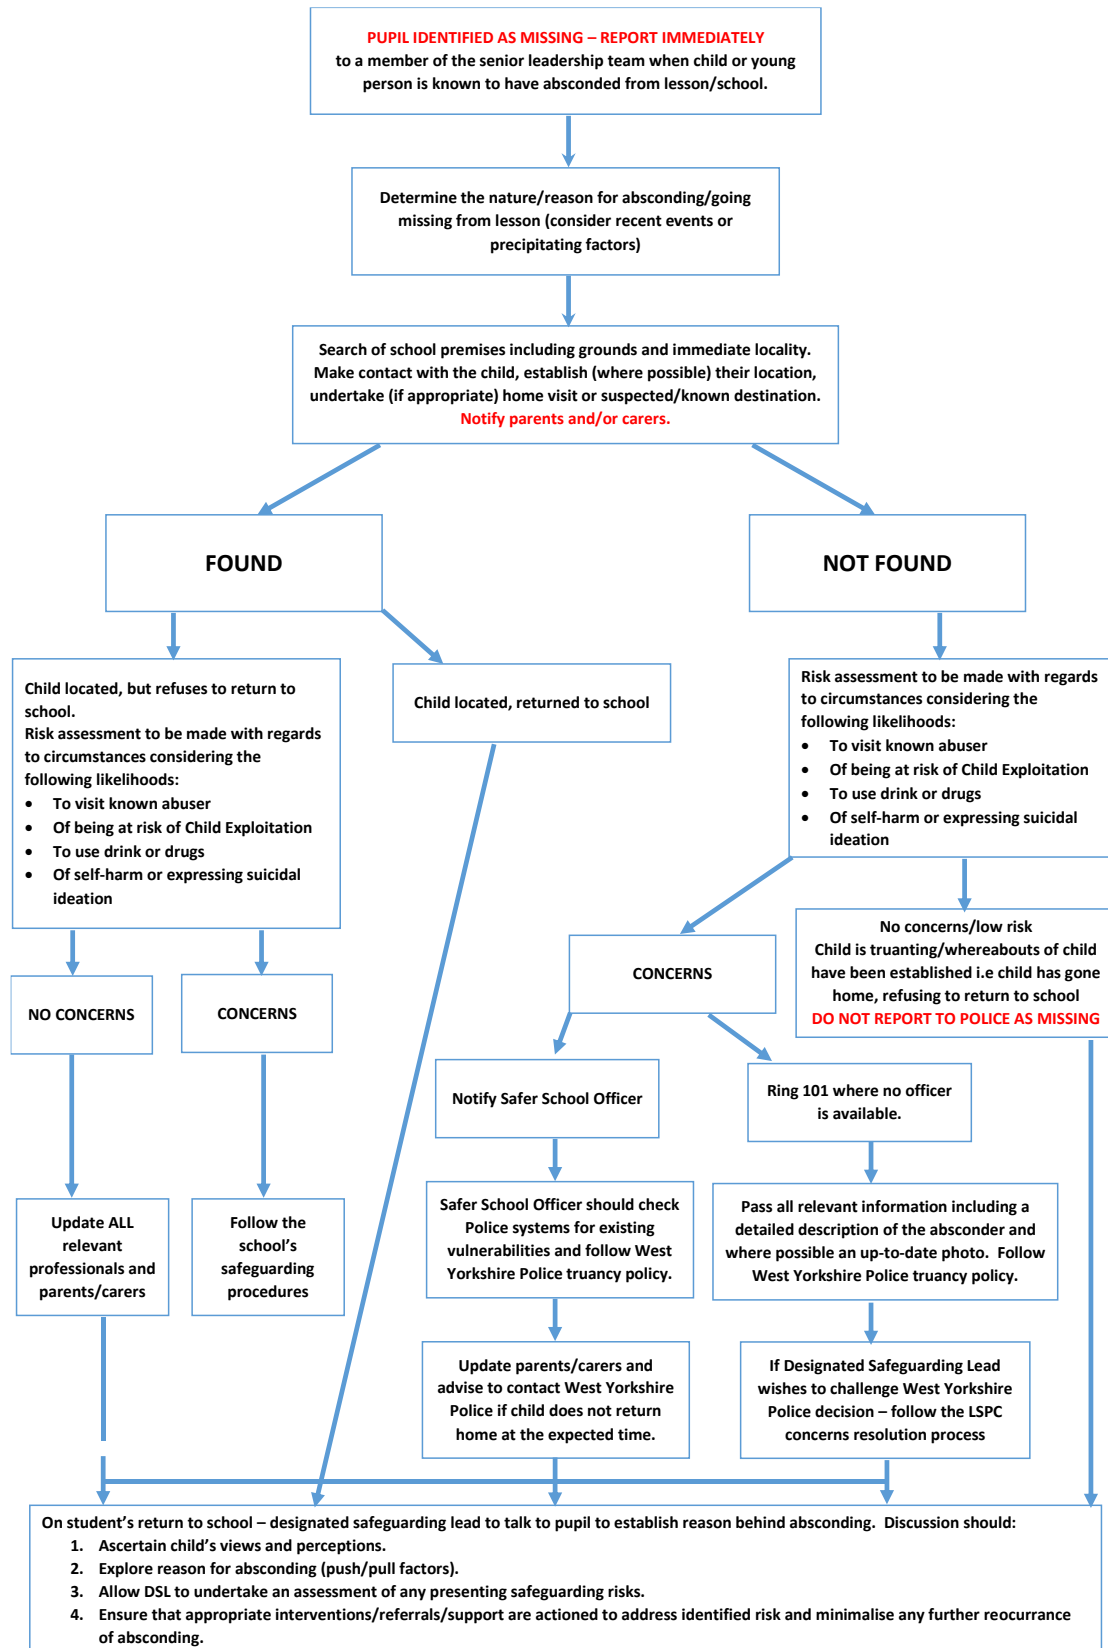 PUPIL IDENTIFIED AS MISSING – REPORT IMMEDIATELY
to a member of the senior leadership team when child or young
person is known to have absconded from lesson/school.
Determine the nature/reason for absconding/going
missing from lesson (consider recent events or
precipitating factors)
Search of school premises including grounds and immediate locality.
Make contact with the child, establish (where possible) their location,
undertake (if appropriate) home visit or suspected/known destination.
Notify parents and/or carers.
FOUND
NOT FOUND
Child located, but refuses to return to
school.
Risk assessment to be made with regards
to circumstances considering the
following likelihoods:
• To visit known abuser
• Of being at risk of Child Exploitation
• To use drink or drugs
• Of self-harm or expressing suicidal
ideation
Child located, returned to school
Risk assessment to be made with regards
to circumstances considering the
following likelihoods:
• To visit known abuser
• Of being at risk of Child Exploitation
• To use drink or drugs
• Of self-harm or expressing suicidal
ideation
NO CONCERNS
CONCERNS
CONCERNS
No concerns/low risk
Child is truanting/whereabouts of child
have been established i.e child has gone
home, refusing to return to school
DO NOT REPORT TO POLICE AS MISSING
Notify Safer School Officer
Ring 101 where no officer
is available.
Update ALL
relevant
professionals and
parents/carers
Follow the
school's
safeguarding
procedures
Safer School Officer should check
Police systems for existing
vulnerabilities and follow West
Yorkshire Police truancy policy.
Pass all relevant information including a
detailed description of the absconder and
where possible an up-to-date photo.  Follow
West Yorkshire Police truancy policy.
Update parents/carers and
advise to contact West Yorkshire
Police if child does not return
home at the expected time.
If Designated Safeguarding Lead
wishes to challenge West Yorkshire
Police decision – follow the LSPC
concerns resolution process
On student's return to school – designated safeguarding lead to talk to pupil to establish reason behind absconding.  Discussion should:
1. Ascertain child's views and perceptions.
2. Explore reason for absconding (push/pull factors).
3. Allow DSL to undertake an assessment of any presenting safeguarding risks.
4. Ensure that appropriate interventions/referrals/support are actioned to address identified risk and minimalise any further reocurrance
of absconding.